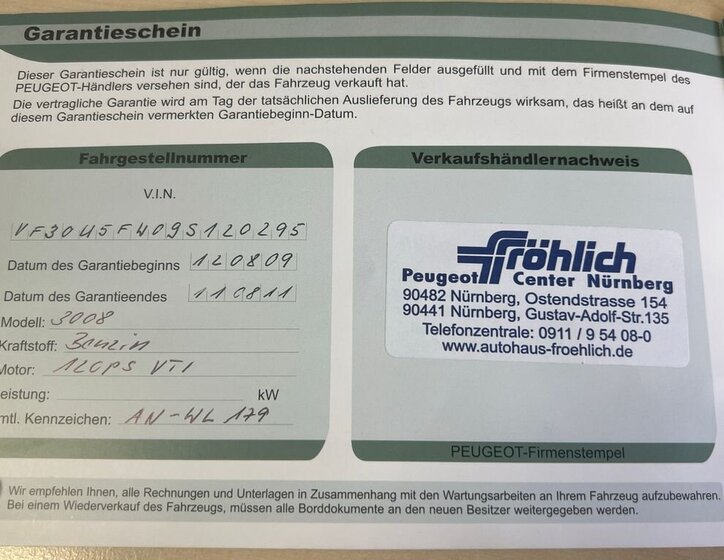 Garantieschein
Dieser Garantieschein ist nur gültig, wenn die nachstehenden Felder ausgefüllt und mit dem Firmenstempel des
PEUGEOT-Händlers versehen sind, der das Fahrzeug verkauft hat.
Die vertragliche Garantie wird am Tag der tatsächlichen Auslieferung des Fahrzeugs wirksam, das heißt an dem auf
diesem Garantieschein vermerkten Garantiebeginn-Datum.
Fahrgestellnummer
V.I.N.
VF30U5FW09S120295
Datum des Garantiebeginns 120809
Datum des Garantieendes 110811
Modell: 3008
Kraftstoff: Benzin
Motor: 120PS VTI
eistung: kW
mtl. Kennzeichen: AN-WL 179
Verkaufshändlernachweis
fröhlich
Peugeot Center Nürnberg
90482 Nürnberg, Ostendstrasse 154
90441 Nürnberg, Gustav-Adolf-Str.135
Telefonzentrale: 0911 / 9 54 08-0
www.autohaus-froehlich.de
PEUGEOT-Firmenstempel
Wir empfehlen Ihnen, alle Rechnungen und Unterlagen in Zusammenhang mit den Wartungsarbeiten an Ihrem Fahrzeug aufzubewahren.
Bei einem Wiederverkauf des Fahrzeugs, müssen alle Borddokumente an den neuen Besitzer weitergegeben werden.